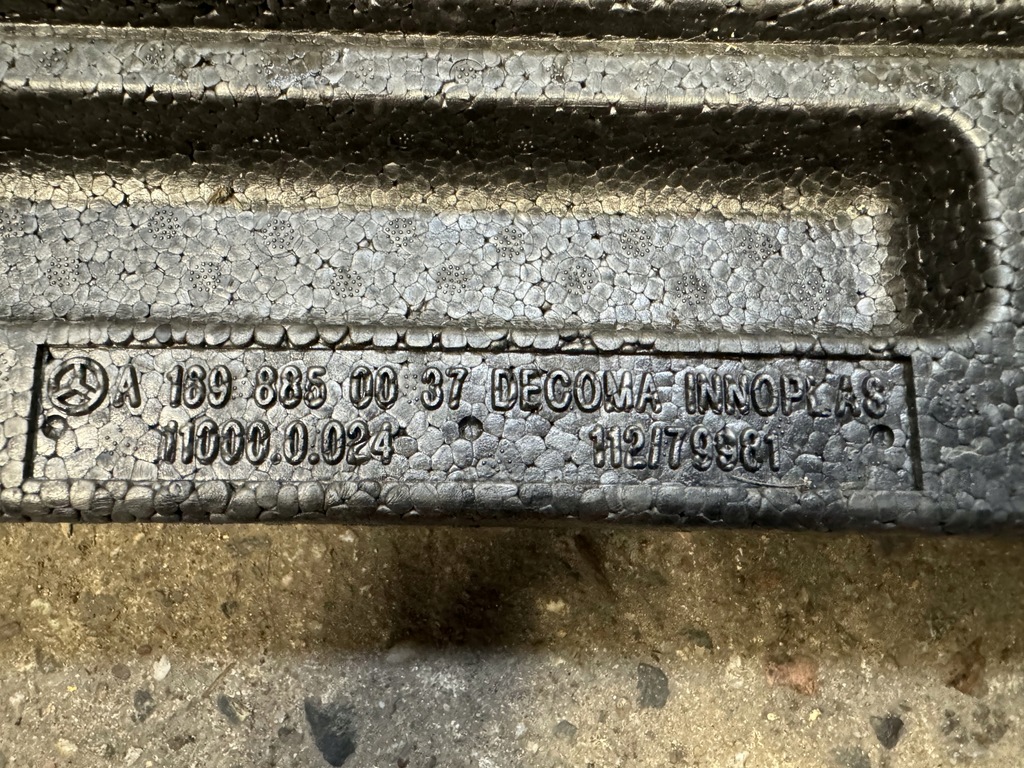 A 169 885 00 37 DECOMA INNOPLAS
11000.0.024 112/79981